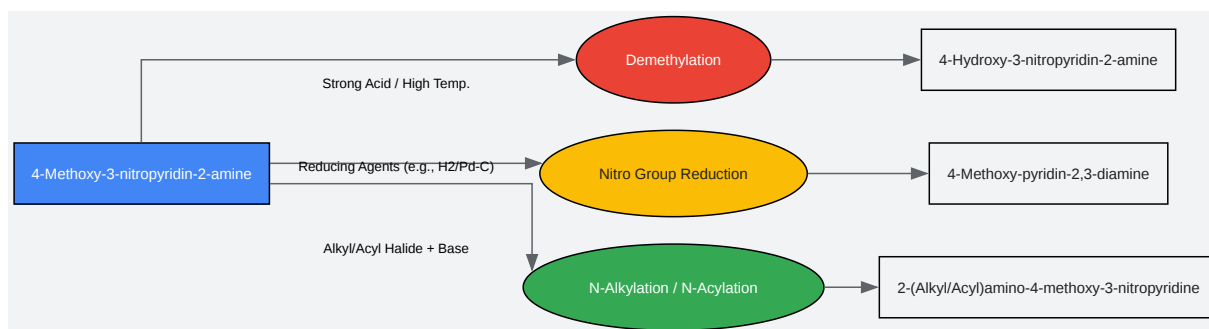 Demethylation
4-Hydroxy-3-nitropyridin-2-amine
Strong Acid / High Temp.
4-Methoxy-3-nitropyridin-2-amine
Reducing Agents (e.g., H2/Pd-C)
Nitro Group Reduction
4-Methoxy-pyridin-2,3-diamine
Alkyl/Acyl Halide + Base
N-Alkylation / N-Acylation
2-(Alkyl/Acyl)amino-4-methoxy-3-nitropyridine